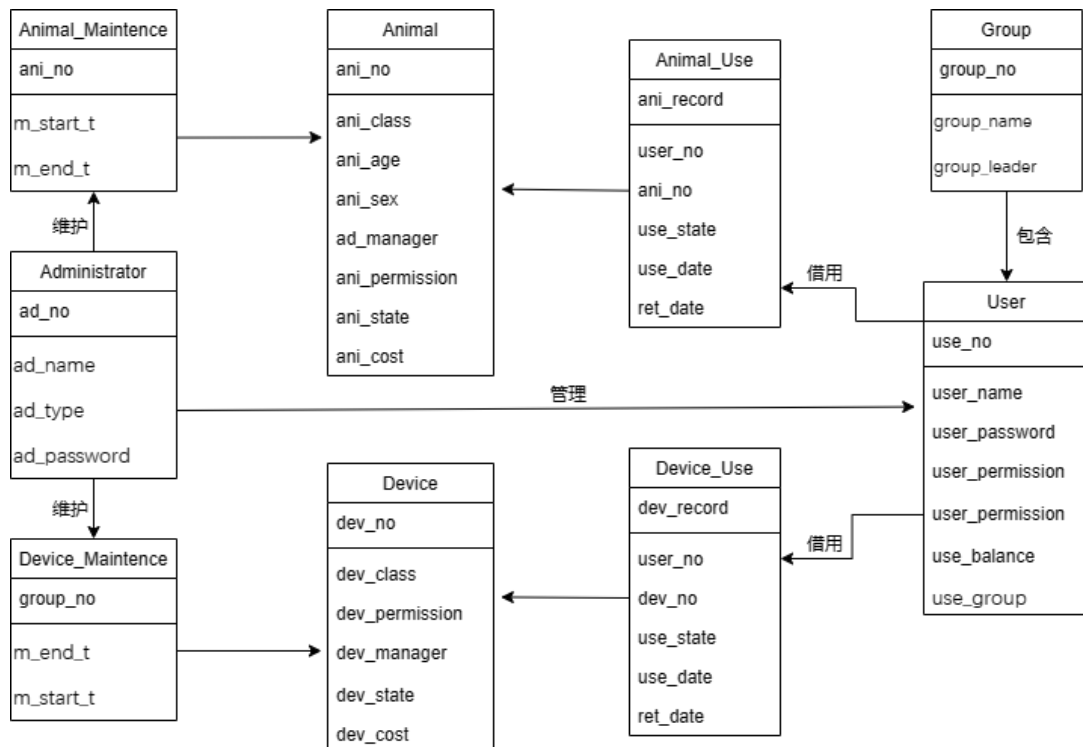 Animal_Maintence
ani_no
m_start_t
m_end_t
Animal
ani_no
ani_class
ani_age
ani_sex
ad_manager
ani_permission
ani_state
ani_cost
Animal_Use
ani_record
user_no
ani_no
use_state
use_date
ret_date
Group
group_no
group_name
group_leader
维护
包含
借用
Administrator
ad_no
ad_name
ad_type
ad_password
管理
User
use_no
user_name
user_password
user_permission
user_permission
use_balance
use_group
维护
借用
Device_Maintence
group_no
m_end_t
m_start_t
Device
dev_no
dev_class
dev_permission
dev_manager
dev_state
dev_cost
Device_Use
dev_record
user_no
dev_no
use_state
use_date
ret_date